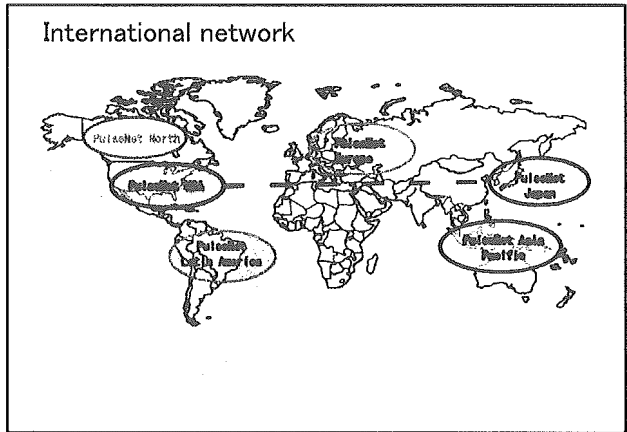 International network
PulseNet North
PulseNet USA
PulseNet
Europe
PulseNet
Japan
PulseNet
Latin America
PulseNet Asia
Pacific